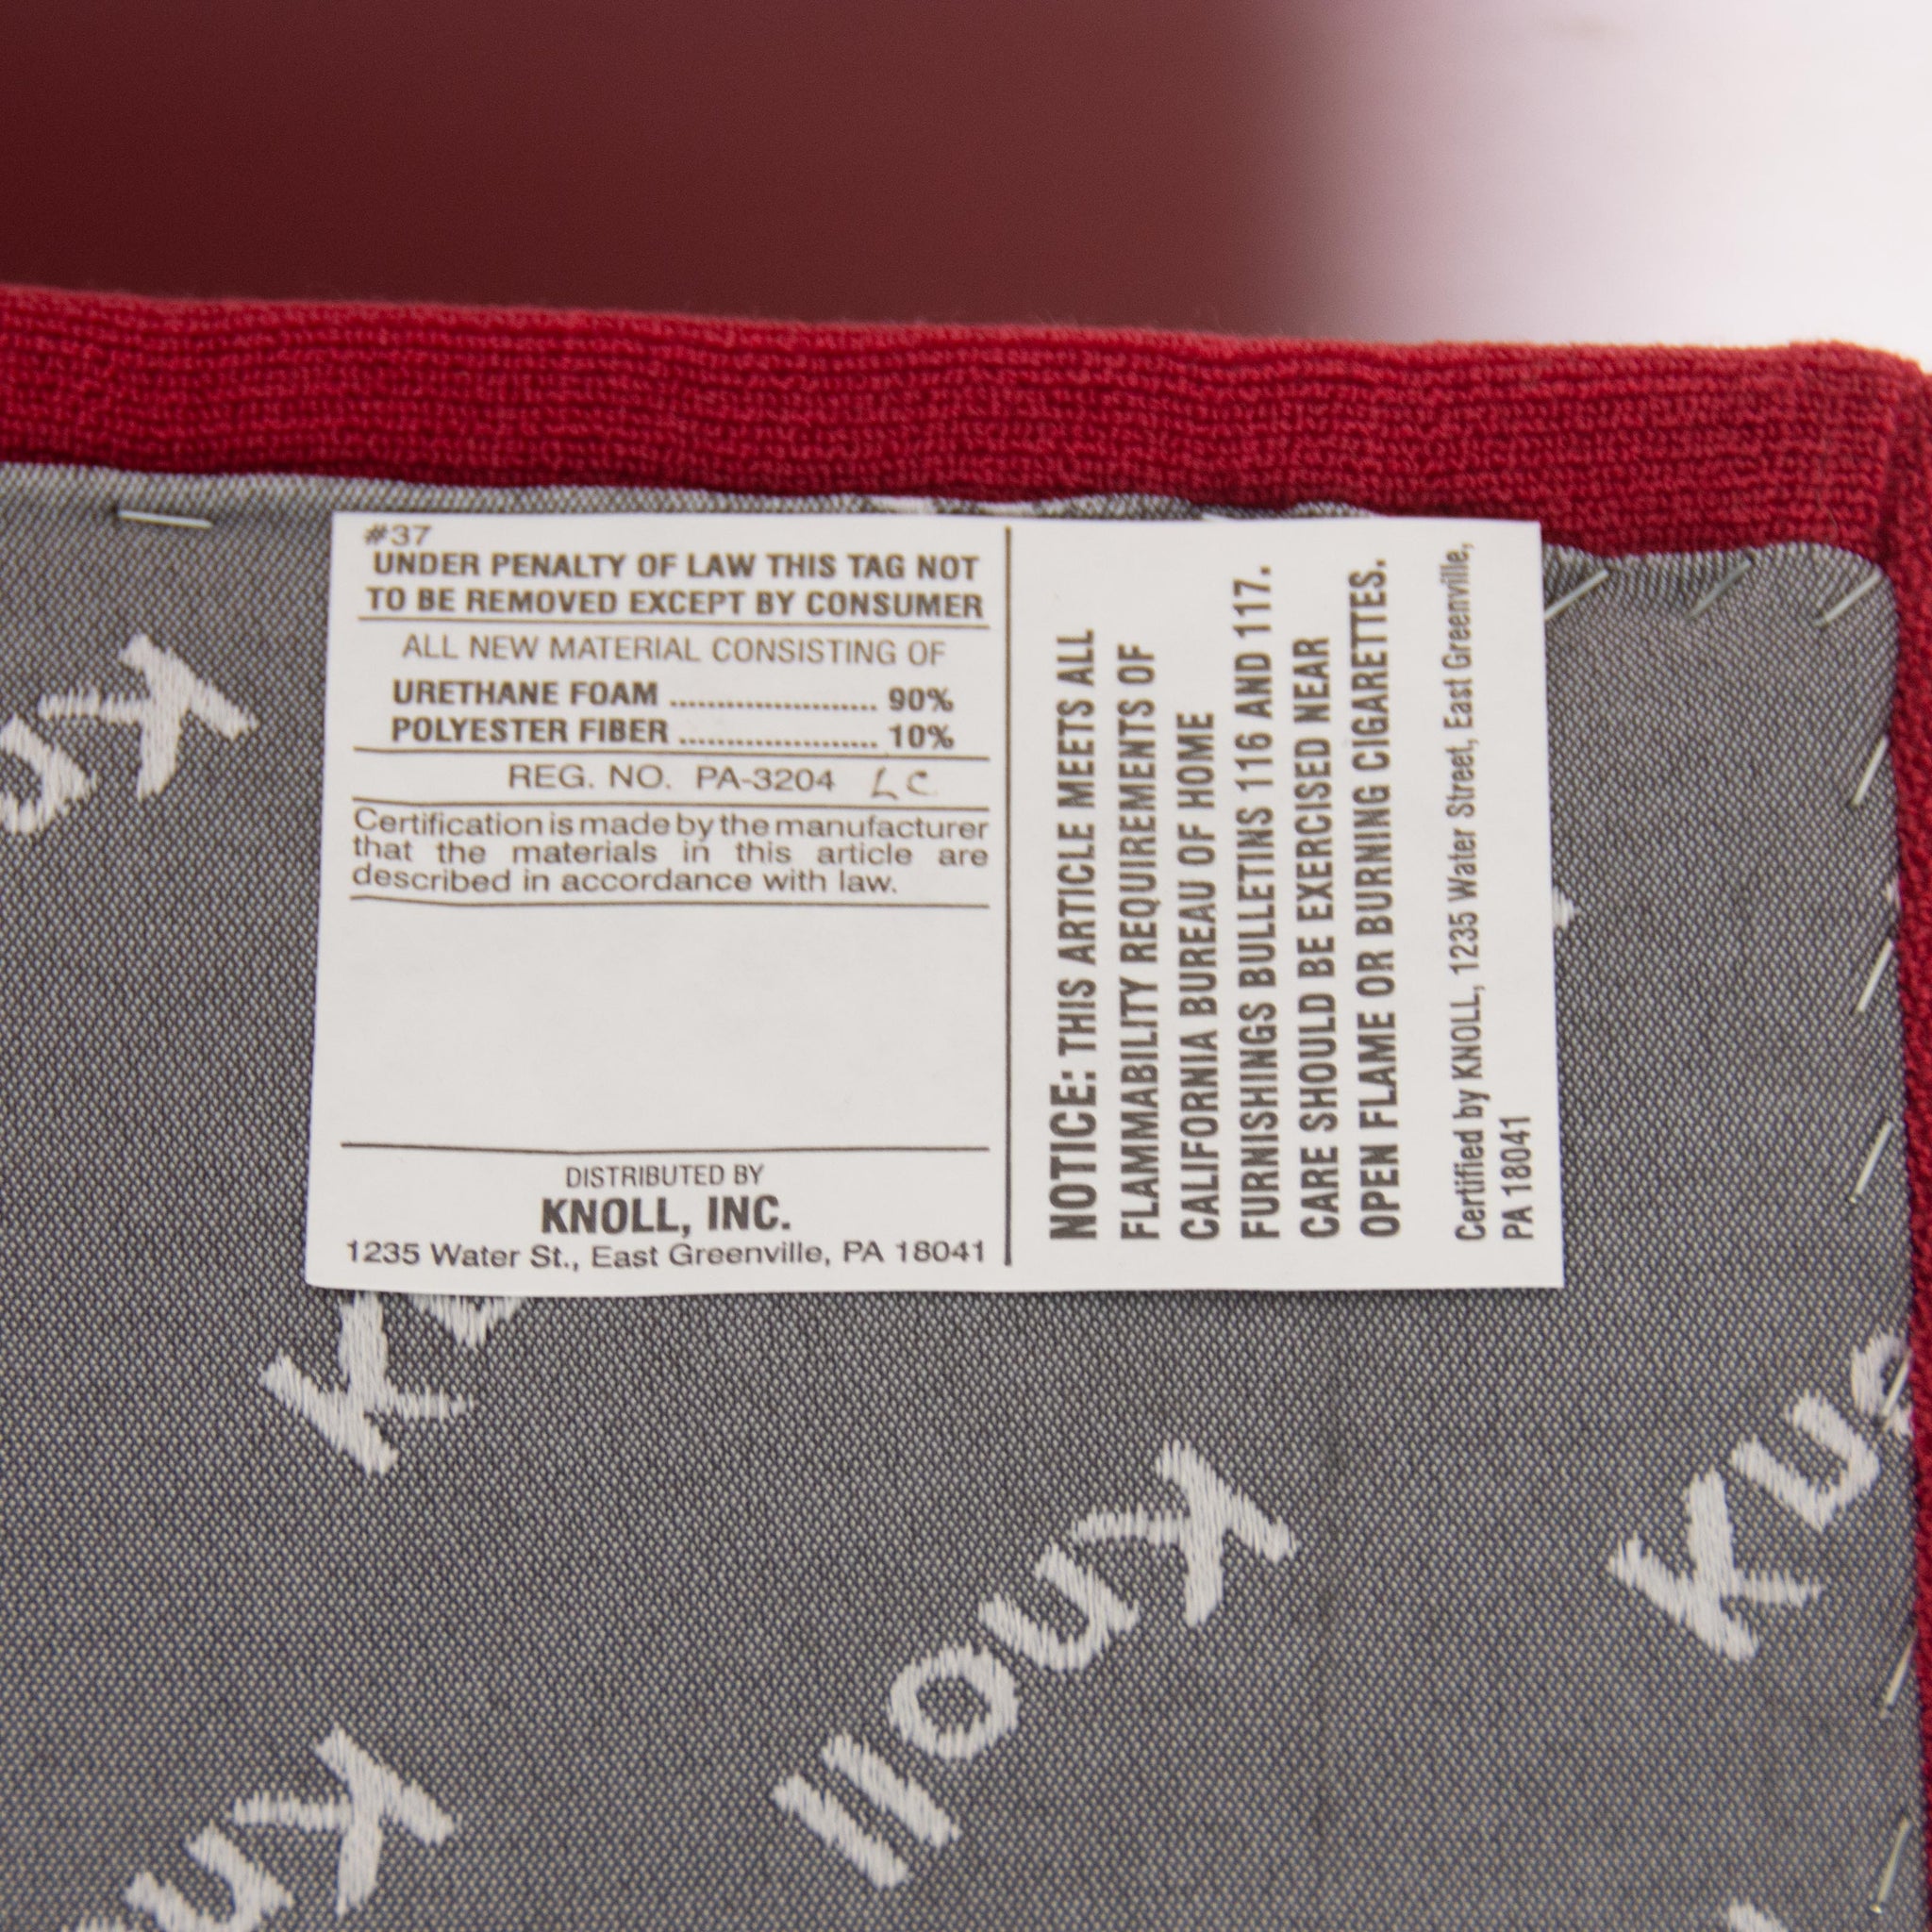 #37
UNDER PENALTY OF LAW THIS TAG NOT
TO BE REMOVED EXCEPT BY CONSUMER
ALL NEW MATERIAL CONSISTING OF
URETHANE FOAM ........................ 90%
POLYESTER FIBER ....................... 10%
REG. NO. PA-3204 LC
Certification is made by the manufacturer
that the materials in this article are
described in accordance with law.
DISTRIBUTED BY
KNOLL, INC.
1235 Water St., East Greenville, PA 18041
NOTICE: THIS ARTICLE MEETS ALL
FLAMMABILITY REQUIREMENTS OF
CALIFORNIA BUREAU OF HOME
FURNISHINGS BULLETINS 116 AND 117.
CARE SHOULD BE EXERCISED NEAR
OPEN FLAME OR BURNING CIGARETTES.
Certified by KNOLL, 1235 Water Street, East Greenville,
PA 18041
Knoll